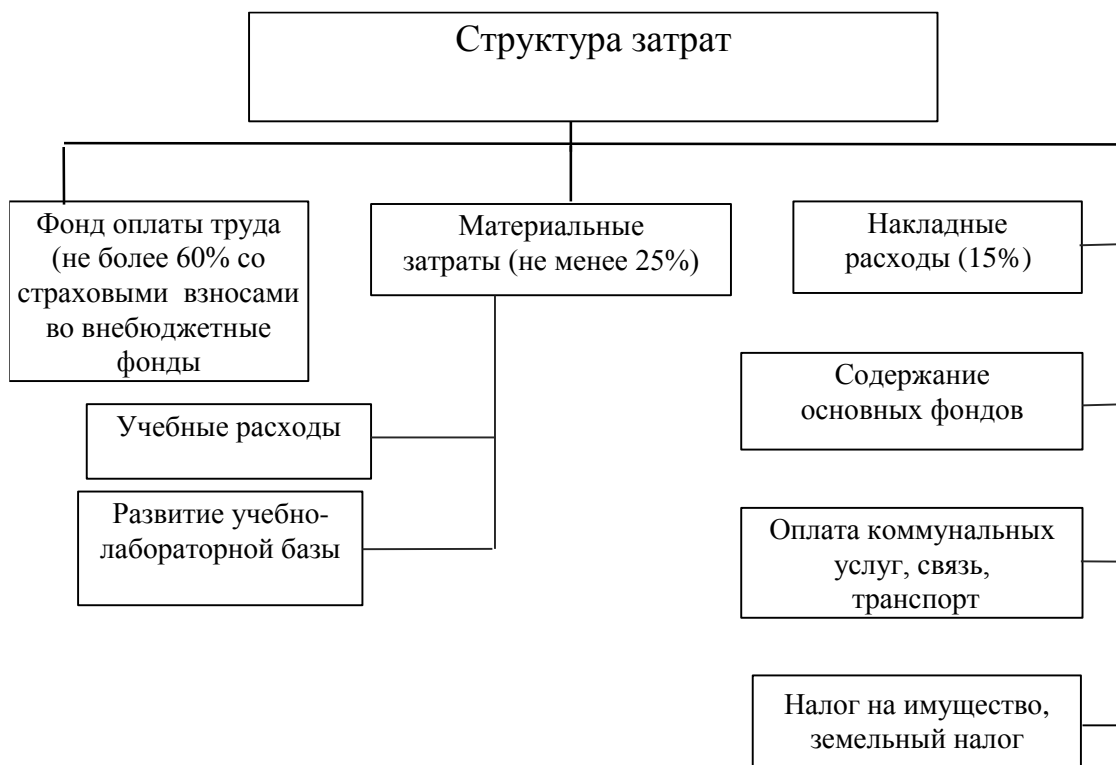 Структура затрат
Фонд оплаты труда
(не более 60% со
страховыми взносами
во внебюджетные
фонды
Материальные
затраты (не менее 25%)
Накладные
расходы (15%)
Учебные расходы
Развитие учебно-
лабораторной базы
Содержание
основных фондов
Оплата коммунальных
услуг, связь,
транспорт
Налог на имущество,
земельный налог